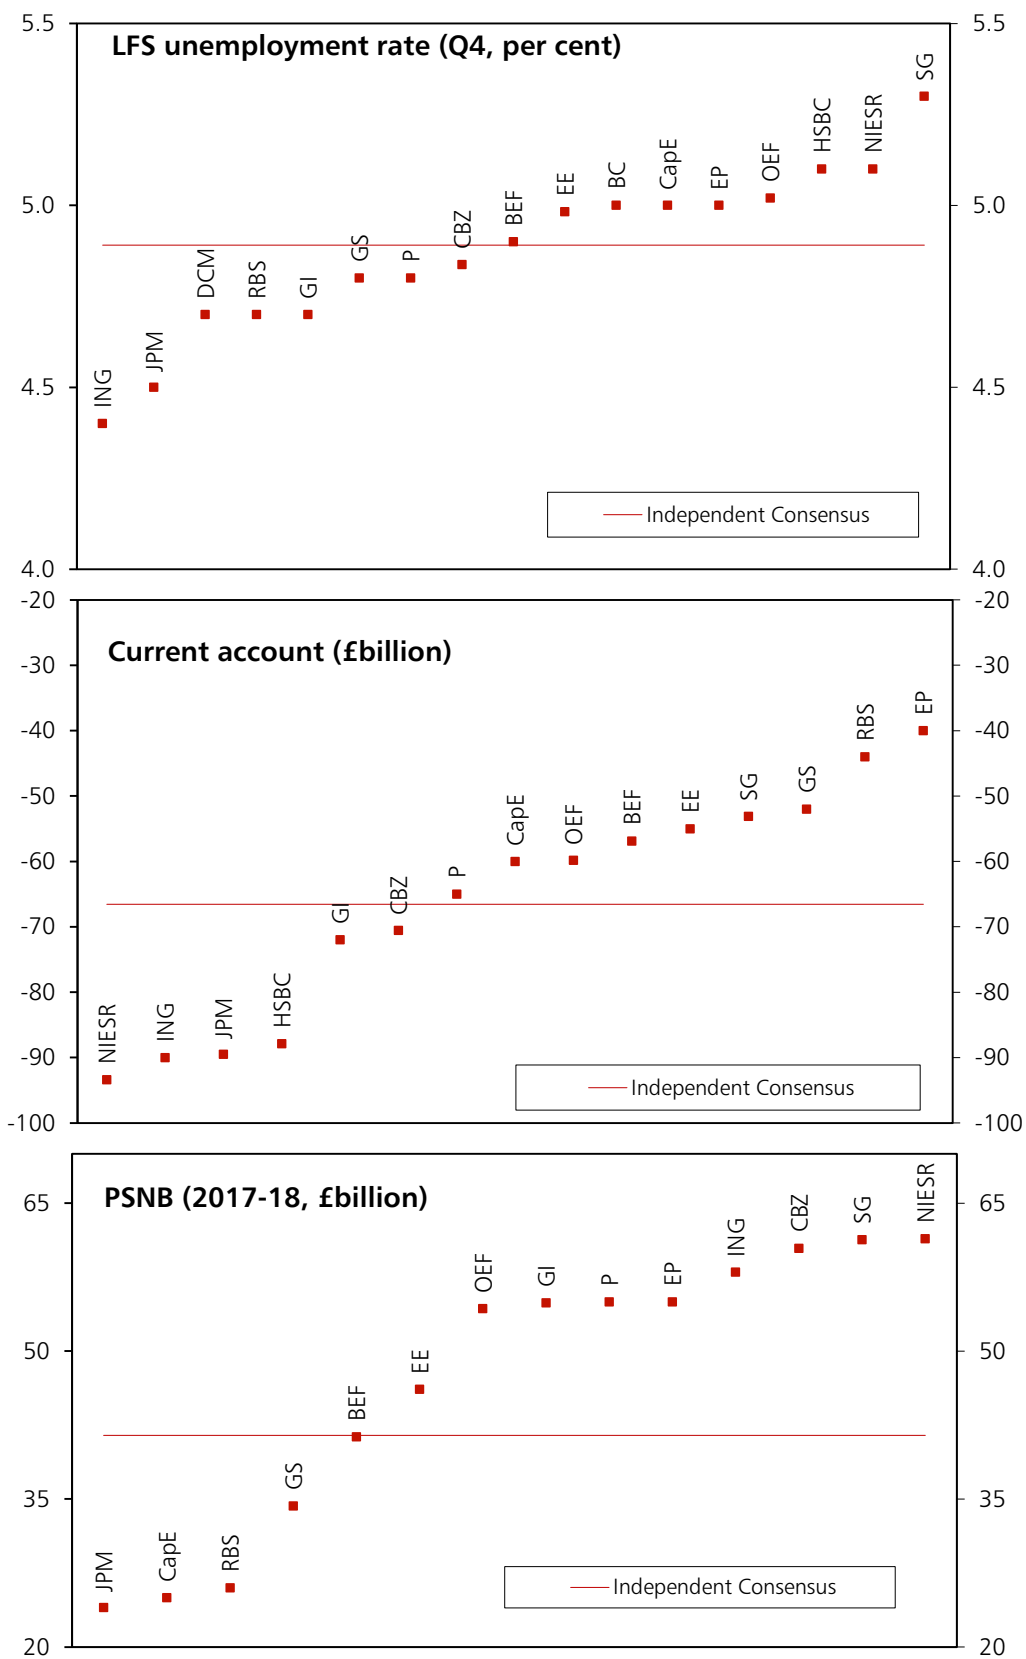 LFS unemployment rate (Q4, per cent)
5.5
5.0
4.5
4.0
5.5
5.0
4.5
4.0
ING
JPM
DCM
RBS
GI
GS
P
CBZ
BEF
EE
BC
CapE
EP
OEF
HSBC
NIESR
SG
Independent Consensus
Current account (£billion)
-20
-30
-40
-50
-60
-70
-80
-90
-100
-20
-30
-40
-50
-60
-70
-80
-90
-100
NIESR
ING
JPM
HSBC
GI
CBZ
P
CapE
OEF
BEF
EE
SG
GS
RBS
EP
Independent Consensus
PSNB (2017-18, £billion)
65
50
35
20
65
50
35
20
JPM
CapE
RBS
GS
BEF
EE
OEF
GI
P
EP
ING
CBZ
SG
NIESR
Independent Consensus